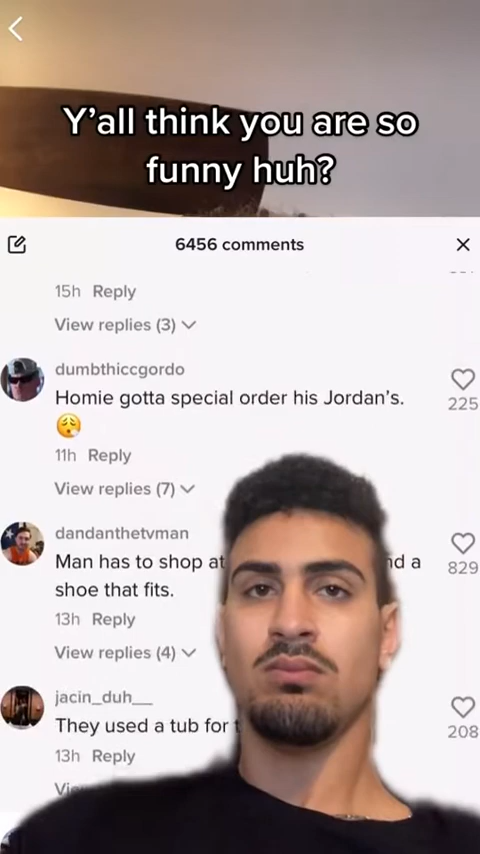 Y'all think you are so
funny huh?
6456 comments
15h Reply
View replies (3)
dumbthiccgordo
Homie gotta special order his Jordan's.
225
11h Reply
View replies (7)
dandanthetvman
Man has to shop at
a
829
shoe that fits.
13h Reply
View replies (4)
jacin_duh__
They used a tub for
208
13h Reply